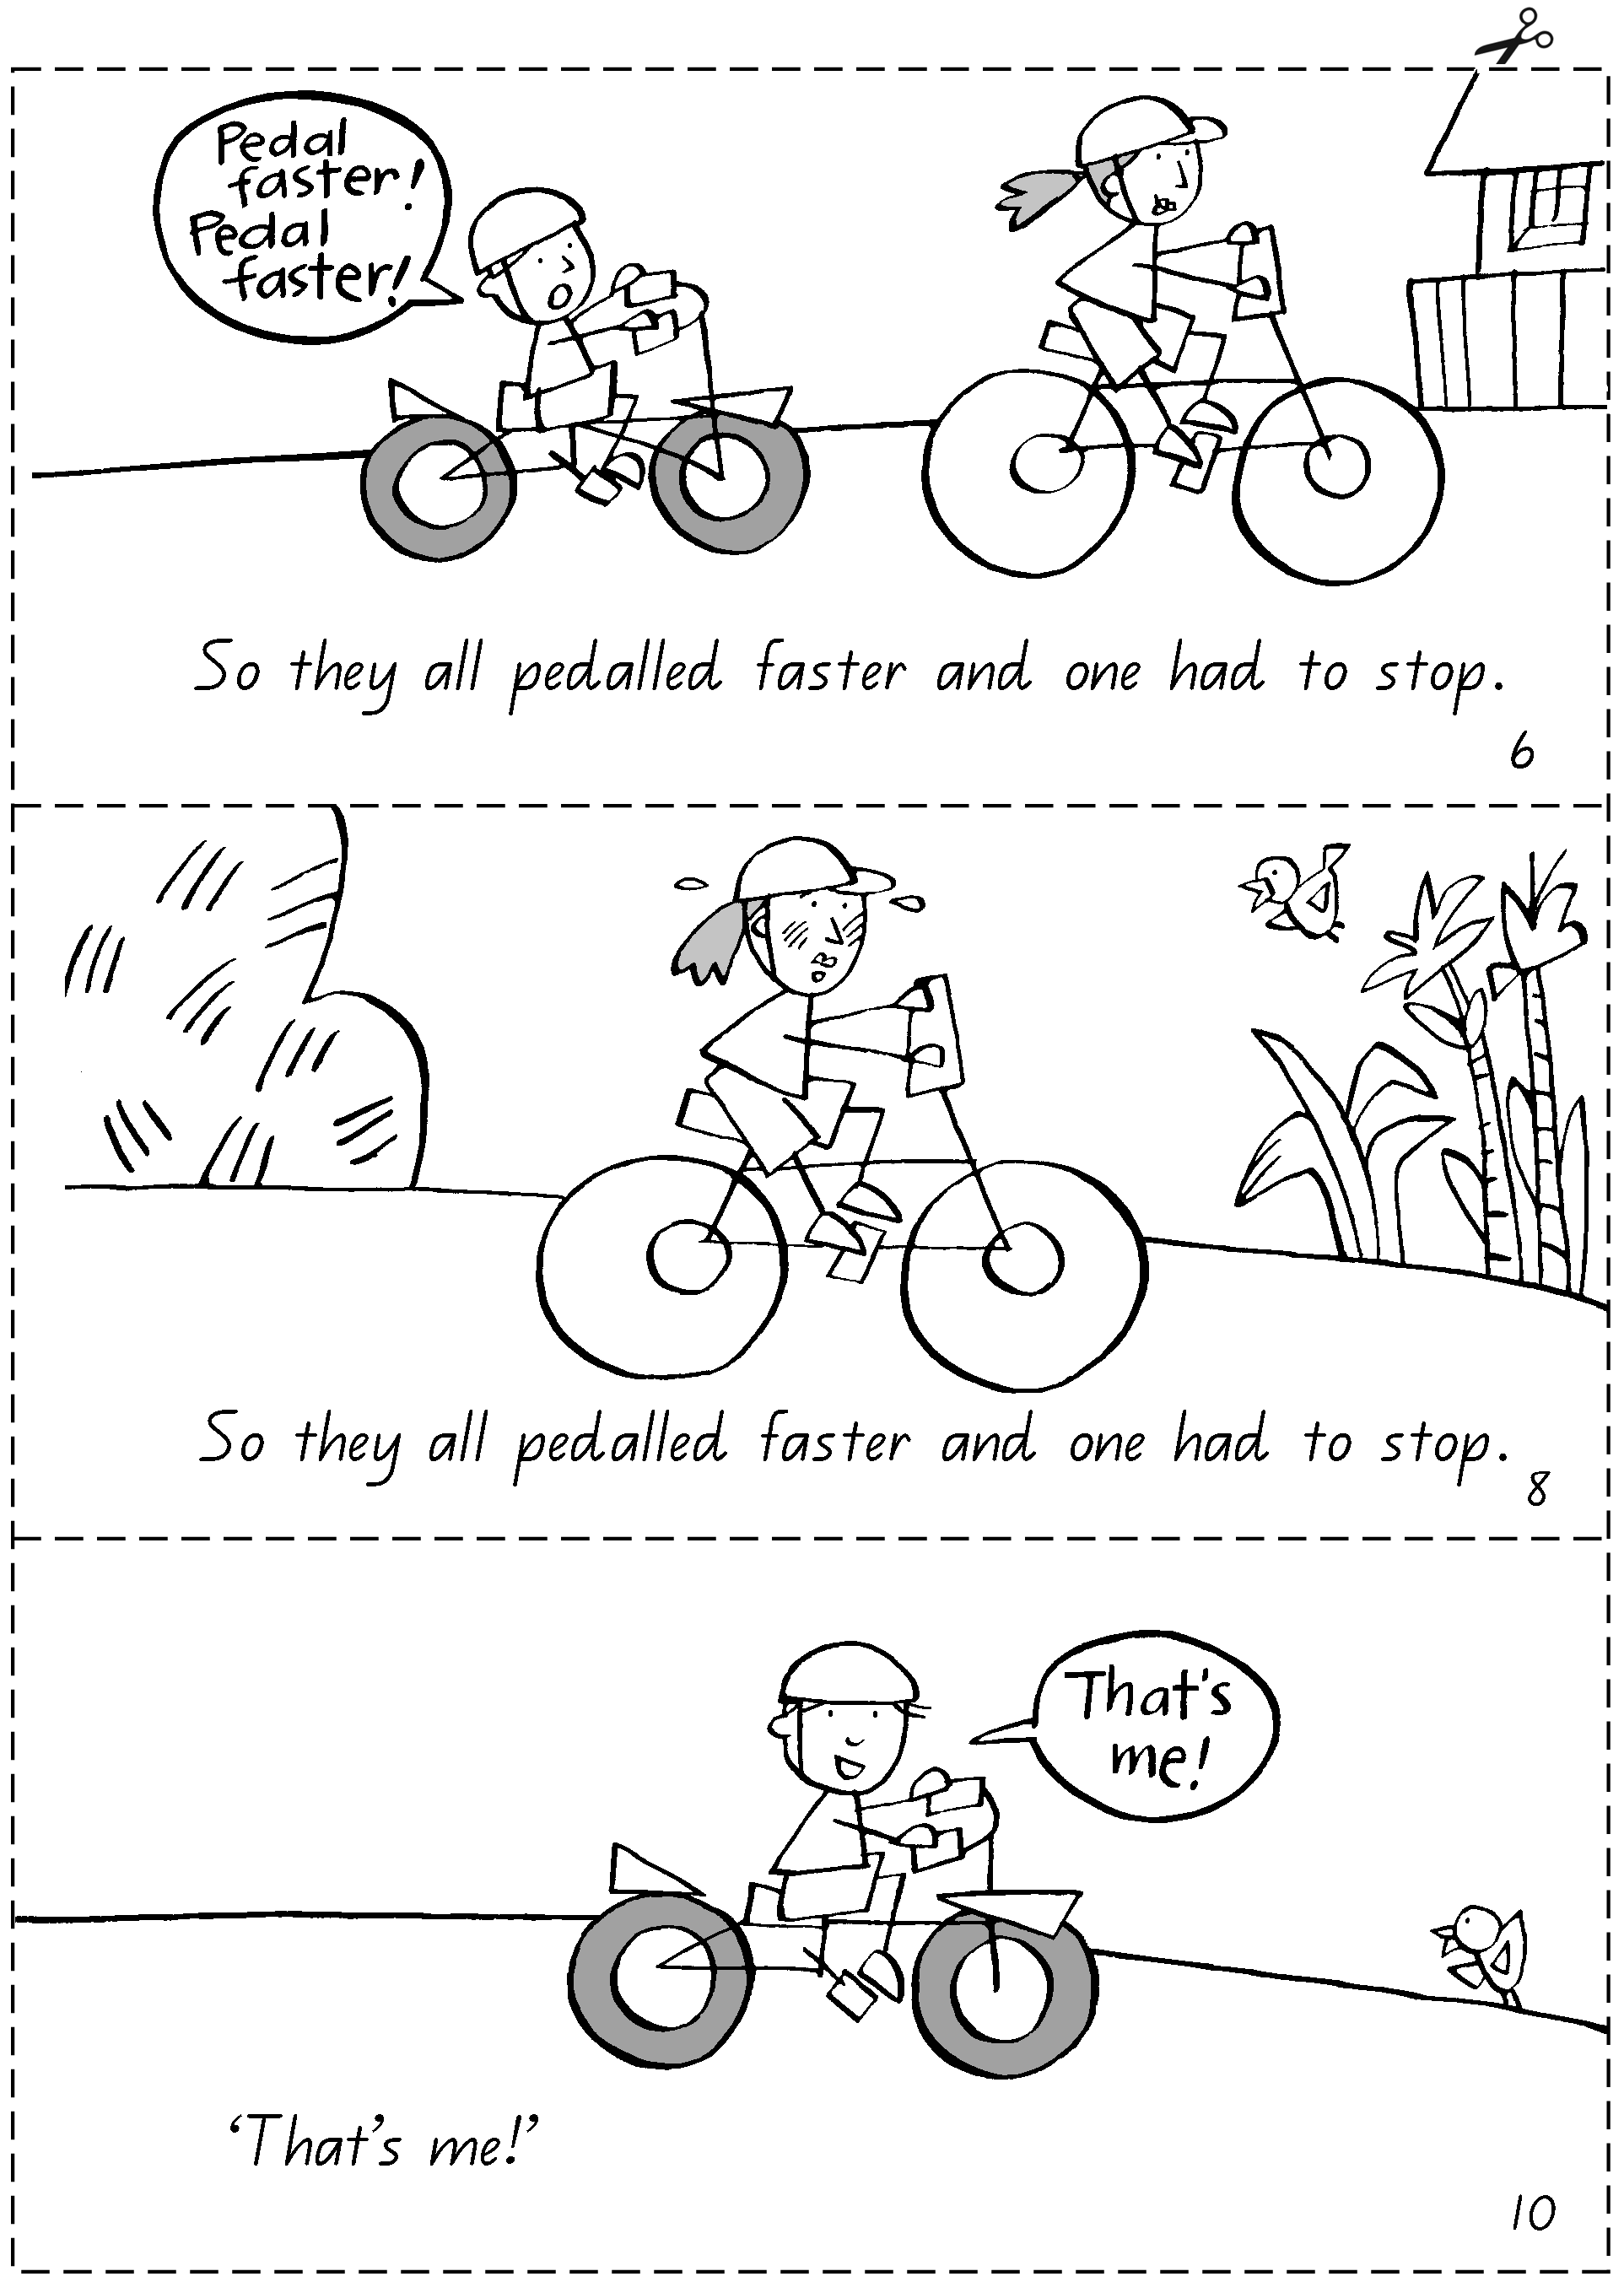 Pedal
faster!
Pedal
faster!
So they all pedalled faster and one had to stop.
6
So they all pedalled faster and one had to stop.
8
That's
me!
‘That’s me!’
10